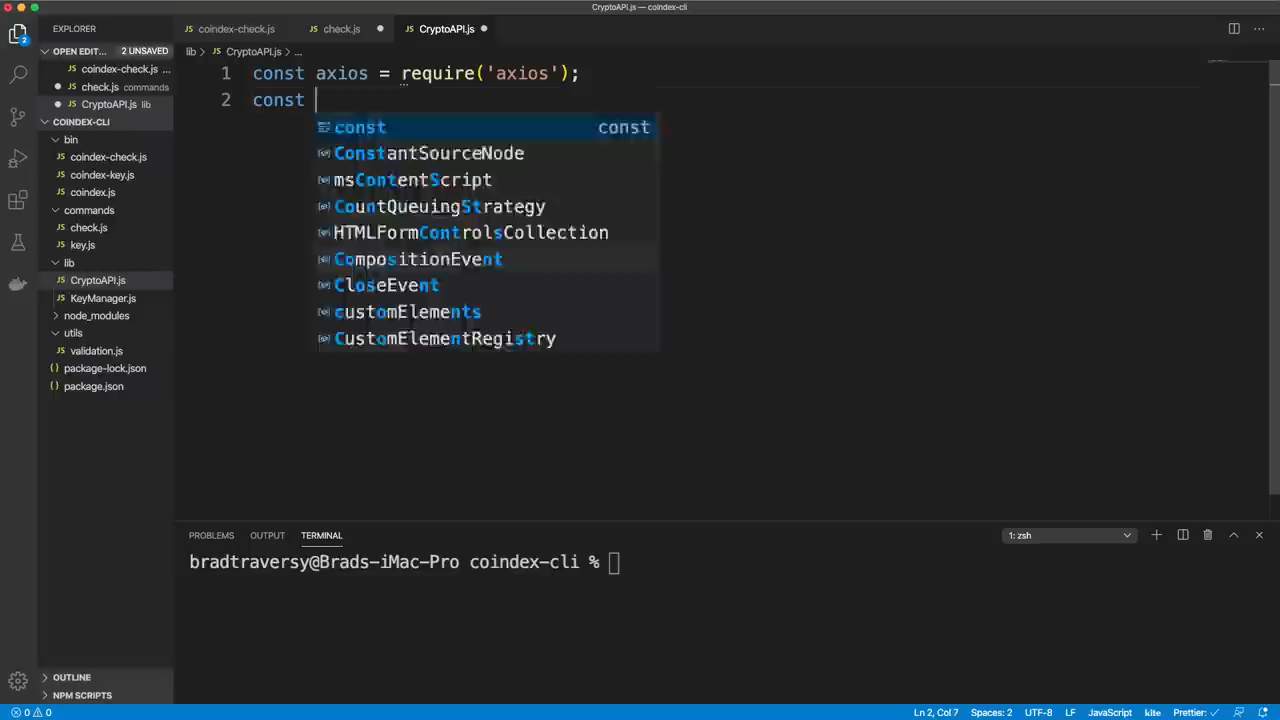 CryptoAPI.js — coindex-cli
2
EXPLORER
JS coindex-check.js
JS check.js
JS CryptoAPI.js
OPEN EDIT... 2 UNSAVED
JS coindex-check.js ...
JS check.js commands
JS CryptoAPI.js lib
COINDEX-CLI
bin
JS coindex-check.js
JS coindex-key.js
JS coindex.js
commands
JS check.js
JS key.js
lib
JS CryptoAPI.js
JS KeyManager.js
node_modules
utils
JS validation.js
{ } package-lock.json
{ } package.json
OUTLINE
NPM SCRIPTS
lib > JS CryptoAPI.js > ...
1 const axios = require('axios');
2 const
const const
ConstantSourceNode
msContentScript
CountQueuingStrategy
HTMLFormControlsCollection
CompositionEvent
CloseEvent
customElements
CustomElementRegistry
PROBLEMS OUTPUT TERMINAL 1: zsh
bradtraversy@Brads-iMac-Pro coindex-cli %
0 0 Ln 2, Col 7 Spaces: 2 UTF-8 LF JavaScript kite Prettier: ✓